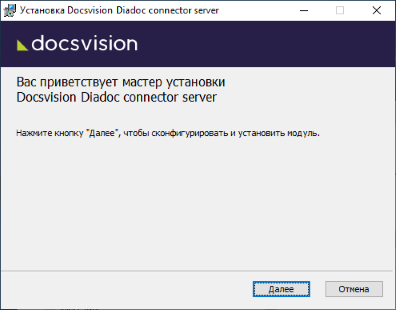 Установка Docsvision Diadoc connector server
docsvision
Вас приветствует мастер установки
Docsvision Diadoc connector server
Нажмите кнопку "Далее", чтобы сконфигурировать и установить модуль.
Далее
Отмена